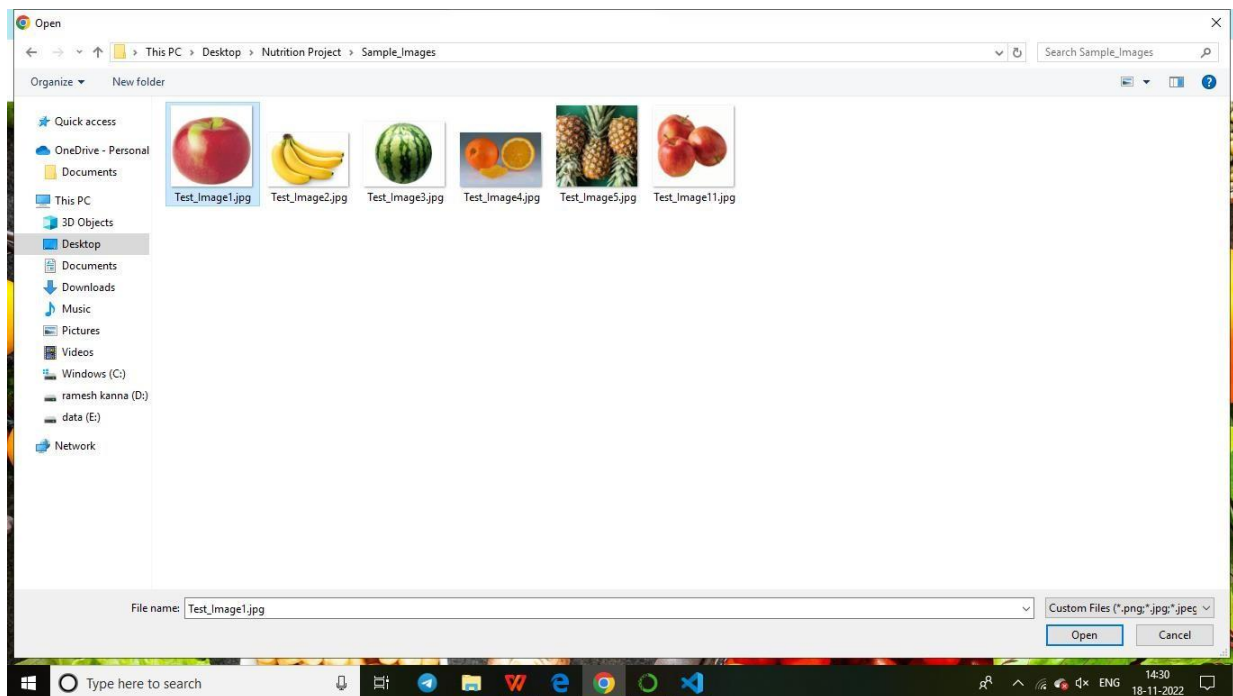 Open
This PC > Desktop > Nutrition Project > Sample_Images
Search Sample_Images
Organize
New folder
Quick access
OneDrive - Personal
Documents
This PC
3D Objects
Desktop
Documents
Downloads
Music
Pictures
Videos
Windows (C:)
ramesh kanna (D:)
data (E:)
Network
Test_Image1.jpg
Test_Image2.jpg
Test_Image3.jpg
Test_Image4.jpg
Test_Image5.jpg
Test_Image11.jpg
File name: Test_Image1.jpg
Custom Files (*.png;*.jpg;*.jpeg
Open
Cancel
Type here to search
ENG
14:30
18-11-2022